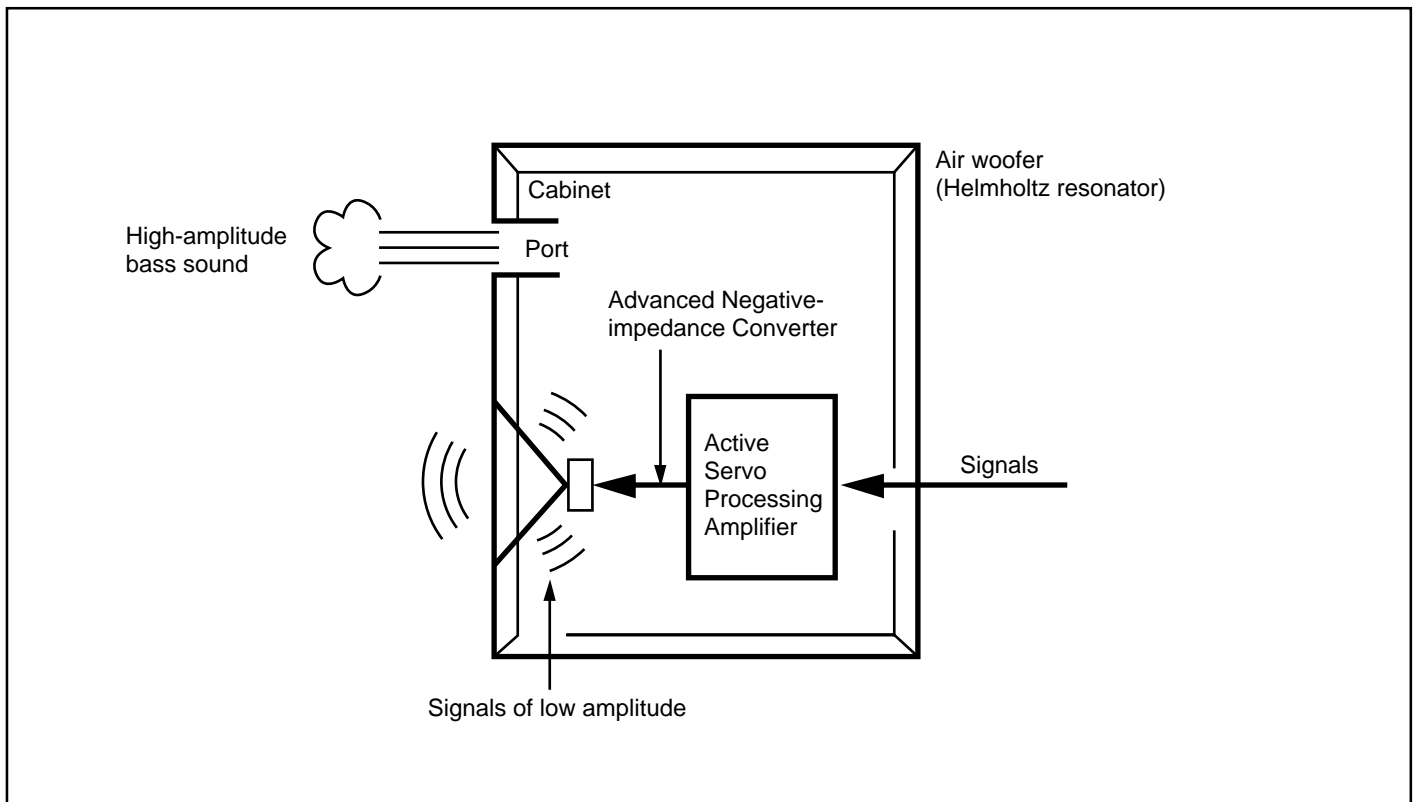 Air woofer
(Helmholtz resonator)
Cabinet
High-amplitude
bass sound
Port
Advanced Negative-
impedance Converter
Active
Servo
Processing
Amplifier
Signals
Signals of low amplitude